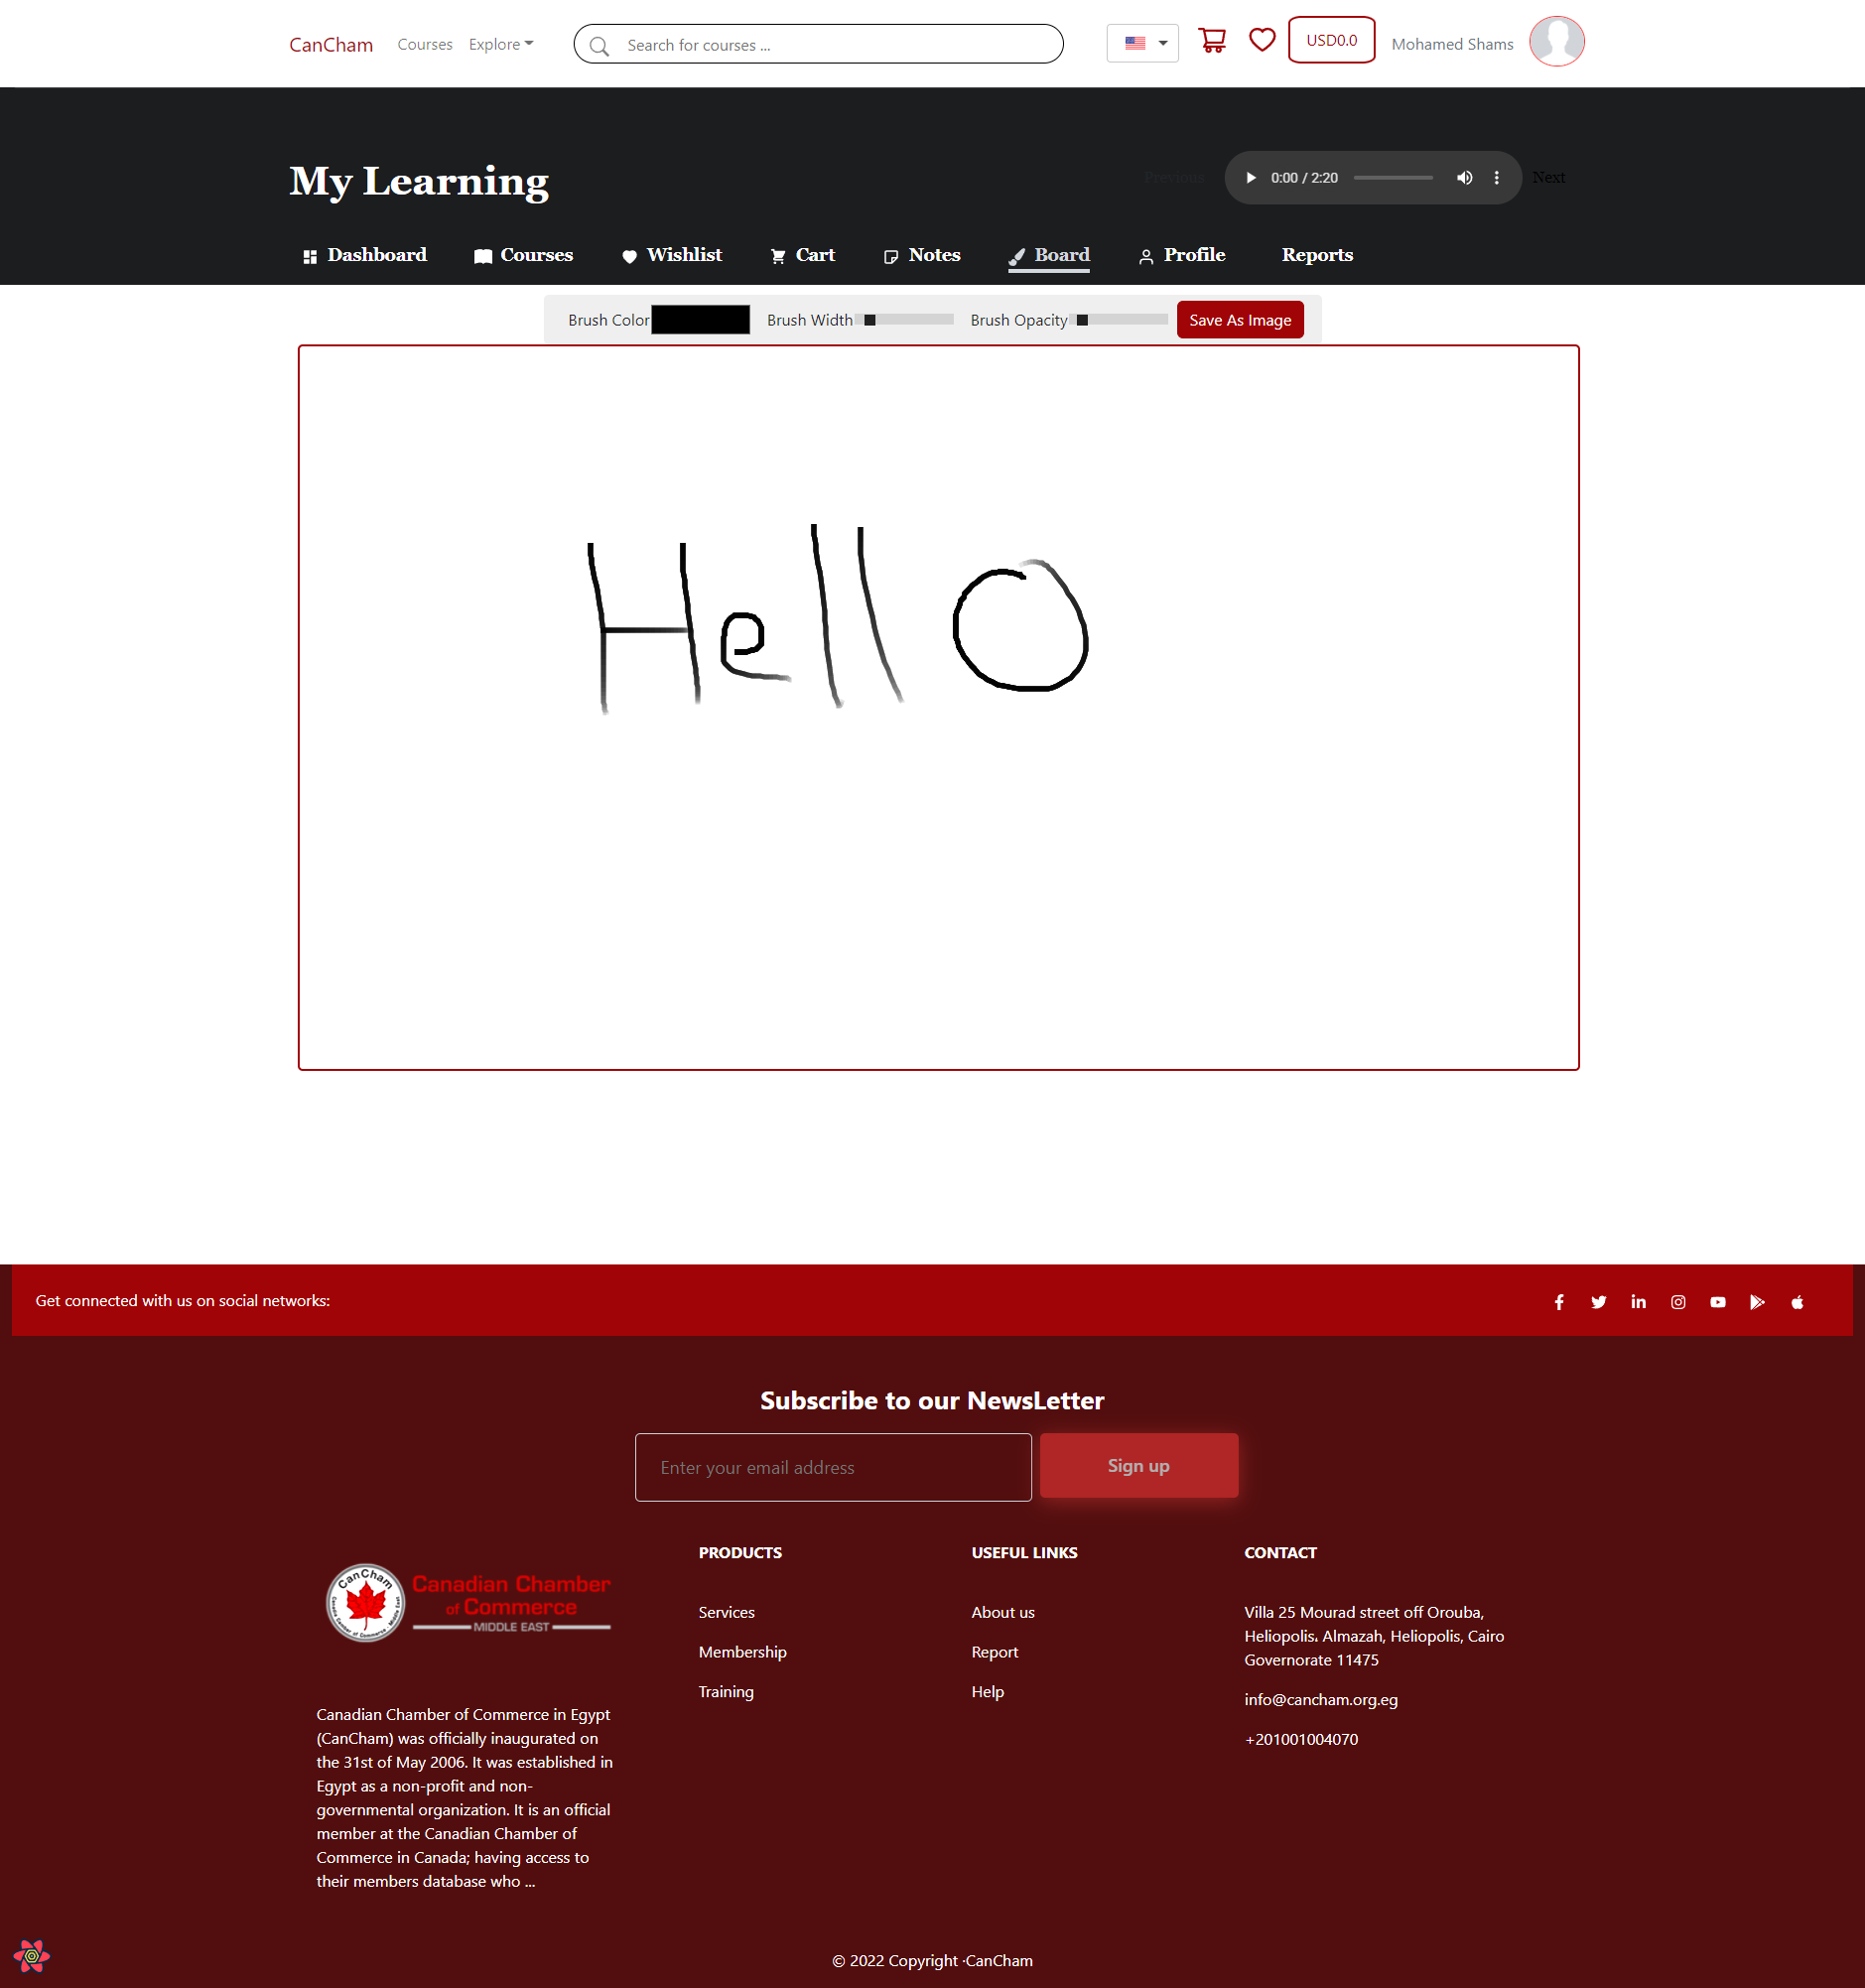 CanCham Courses Explore Search for courses ... USD0.0 Mohamed Shams
My Learning Previous 0:00 / 2:20 Next
Dashboard Courses Wishlist Cart Notes Board Profile Reports
Brush Color Brush Width Brush Opacity Save As Image
Hello
Get connected with us on social networks:
Subscribe to our NewsLetter
Enter your email address Sign up
CanCham
Canadian Chamber
of Commerce
MIDDLE EAST
Canadian Chamber of Commerce in Egypt
(CanCham) was officially inaugurated on
the 31st of May 2006. It was established in
Egypt as a non-profit and non-
governmental organization. It is an official
member at the Canadian Chamber of
Commerce in Canada; having access to
their members database who ...
PRODUCTS
Services
Membership
Training
USEFUL LINKS
About us
Report
Help
CONTACT
Villa 25 Mourad street off Orouba,
Heliopolis، Almazah, Heliopolis, Cairo
Governorate 11475
info@cancham.org.eg
+201001004070
© 2022 Copyright ·CanCham